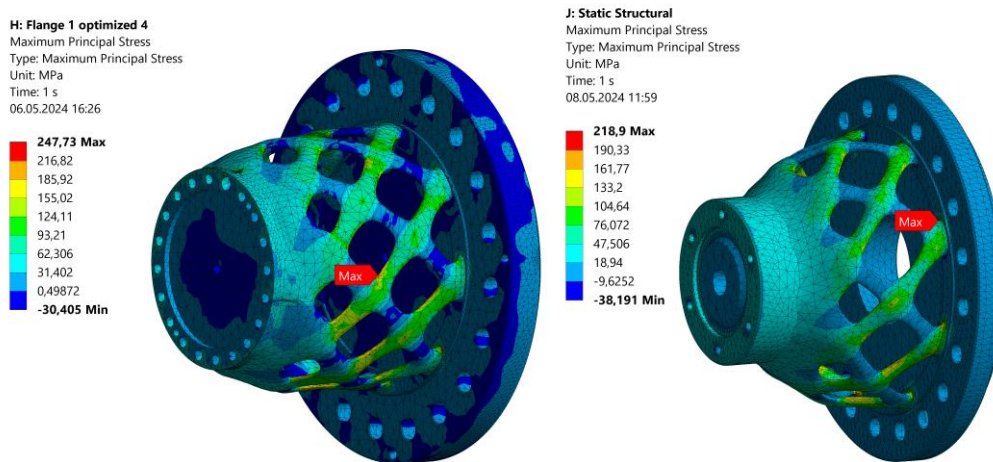 H: Flange 1 optimized 4
Maximum Principal Stress
Type: Maximum Principal Stress
Unit: MPa
Time: 1 s
06.05.2024 16:26
247,73 Max
216,82
185,92
155,02
124,11
93,21
62,306
31,402
0,49872
-30,405 Min
Max
J: Static Structural
Maximum Principal Stress
Type: Maximum Principal Stress
Unit: MPa
Time: 1 s
08.05.2024 11:59
218,9 Max
190,33
161,77
133,2
104,64
76,072
47,506
18,94
-9,6252
-38,191 Min
Max